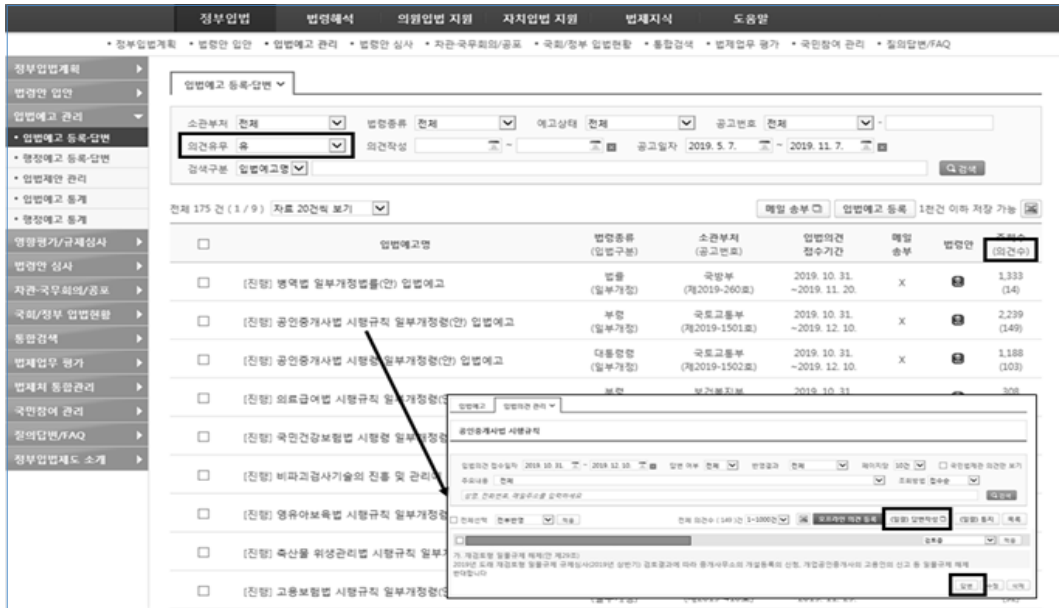 정부입법 법령해석 의원입법 지원 자치입법 지원 법제지식 도움말
• 정부입법계획 • 법령안 입안 • 입법예고 관리 • 법령안 심사 • 차관·국무회의/공포 • 국회/정부 입법현황 • 통합검색 • 법제업무 평가 • 국민참여 관리 • 질의답변/FAQ
정부입법계획
법령안 입안
입법예고 관리
• 입법예고 등록·답변
• 행정예고 등록·답변
• 입법제안 관리
• 입법예고 통계
• 행정예고 통계
영향평가/규제심사
법령안 심사
차관·국무회의/공포
국회/정부 입법현황
통합검색
법제업무 평가
법제처 통합관리
국민참여 관리
질의답변/FAQ
정부입법제도 소개
입법예고 등록·답변
소관부처 전체 법령종류 전체 예고상태 전체 공고번호 전체 -
의견유무 유 의견작성 ~ 공고일자 2019. 5. 7. ~ 2019. 11. 7.
검색구분 입법예고명 검색
전체 175 건 ( 1 / 9 ) 자료 20건씩 보기 메일 송부 입법예고 등록 1천건 이하 저장 가능
입법예고명 법령종류 (입법구분) 소관부처 (공고번호) 입법의견 접수기간 메일 송부 법령안 (의견수)
[진행] 병역법 일부개정법률(안) 입법예고 법률 (일부개정) 국방부 (제2019-260호) 2019. 10. 31. ~2019. 11. 20. X 1,333 (14)
[진행] 공인중개사법 시행규칙 일부개정령(안) 입법예고 부령 (일부개정) 국토교통부 (제2019-1501호) 2019. 10. 31. ~2019. 12. 10. X 2,239 (149)
[진행] 공인중개사법 시행령 일부개정령(안) 입법예고 대통령령 (일부개정) 국토교통부 (제2019-1502호) 2019. 10. 31. ~2019. 12. 10. X 1,188 (103)
[진행] 의료급여법 시행규칙 일부개정령 부령 보건복지부 2019. 10. 31. 308
[진행] 국민건강보험법 시행령 일부개정령
[진행] 비파괴검사기술의 진흥 및 관리에
[진행] 영유아보육법 시행규칙 일부개정령
[진행] 축산물 위생관리법 시행규칙 일부
[진행] 고용보험법 시행규칙 일부개정령
입법예고 입법의견 관리
공인중개사법 시행규칙
입법의견 접수일자 2019. 10. 31. ~ 2019. 12. 10. 답변 여부 전체 반영결과 전체 페이지당 10건 국민법제관 의견만 보기
주요내용 전체 조회방법 접수순
성명, 전화번호, 메일주소를 입력하세요 검색
전체선택 전부반영 적용 전체 의견수 ( 149 )건 1~1000건 오프라인 의견 등록 (일괄) 답변작성 (일괄) 통지 목록
검토중 적용
가. 재검토형 일몰규제 해제(안 제29조)
2019년 도래 재검토형 일몰규제 규제심사(2019년 상반기) 검토결과에 따라 중개사무소의 개설등록의 신청, 개업공인중개사의 고용인의 신고 등 일몰규제 해제
반대합니다
답변 수정 삭제